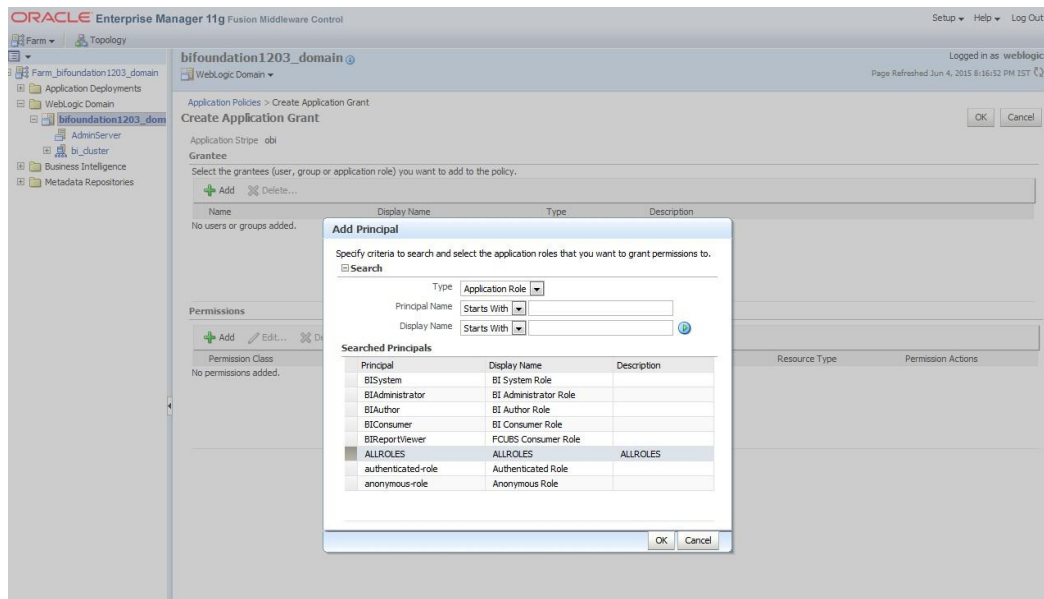 ORACLE Enterprise Manager 11g Fusion Middleware Control
Setup Help Log Out
Farm Topology
Farm_bifoundation1203_domain
Application Deployments
WebLogic Domain
bifoundation1203_dom
AdminServer
bi_cluster
Business Intelligence
Metadata Repositories
bifoundation1203_domain
Logged in as weblogic
WebLogic Domain
Page Refreshed Jun 4, 2015 8:16:52 PM IST
Application Policies > Create Application Grant
Create Application Grant
OK Cancel
Application Stripe obi
Grantee
Select the grantees (user, group or application role) you want to add to the policy.
Add Delete...
Name Display Name Type Description
No users or groups added.
Permissions
Add Edit... De
Permission Class Resource Type Permission Actions
No permissions added.
Add Principal
Specify criteria to search and select the application roles that you want to grant permissions to.
Search
Type Application Role
Principal Name Starts With
Display Name Starts With
Searched Principals
Principal Display Name Description
BISystem BI System Role
BIAdministrator BI Administrator Role
BIAuthor BI Author Role
BIConsumer BI Consumer Role
BIReportViewer FCUBS Consumer Role
ALLROLES ALLROLES ALLROLES
authenticated-role Authenticated Role
anonymous-role Anonymous Role
OK Cancel